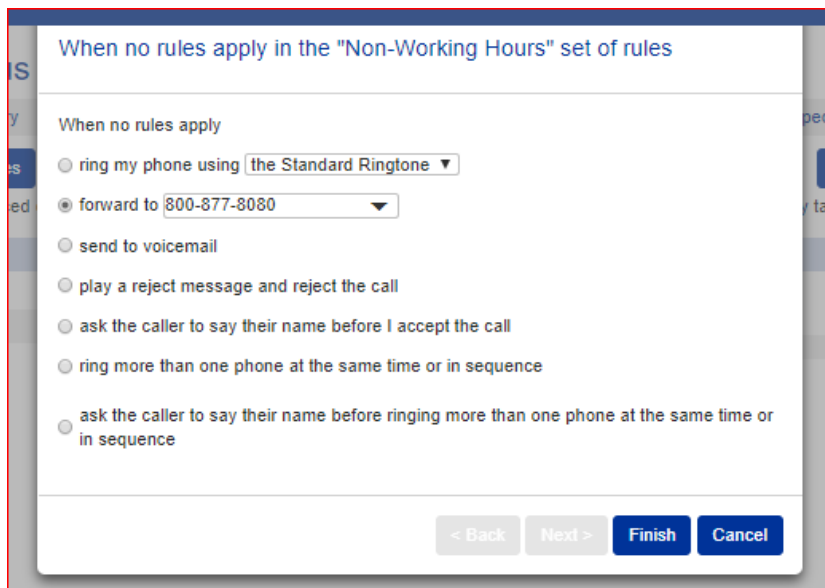 When no rules apply in the "Non-Working Hours" set of rules
When no rules apply
ring my phone using the Standard Ringtone
forward to 800-877-8080
send to voicemail
play a reject message and reject the call
ask the caller to say their name before I accept the call
ring more than one phone at the same time or in sequence
ask the caller to say their name before ringing more than one phone at the same time or
in sequence
< Back Next > Finish Cancel